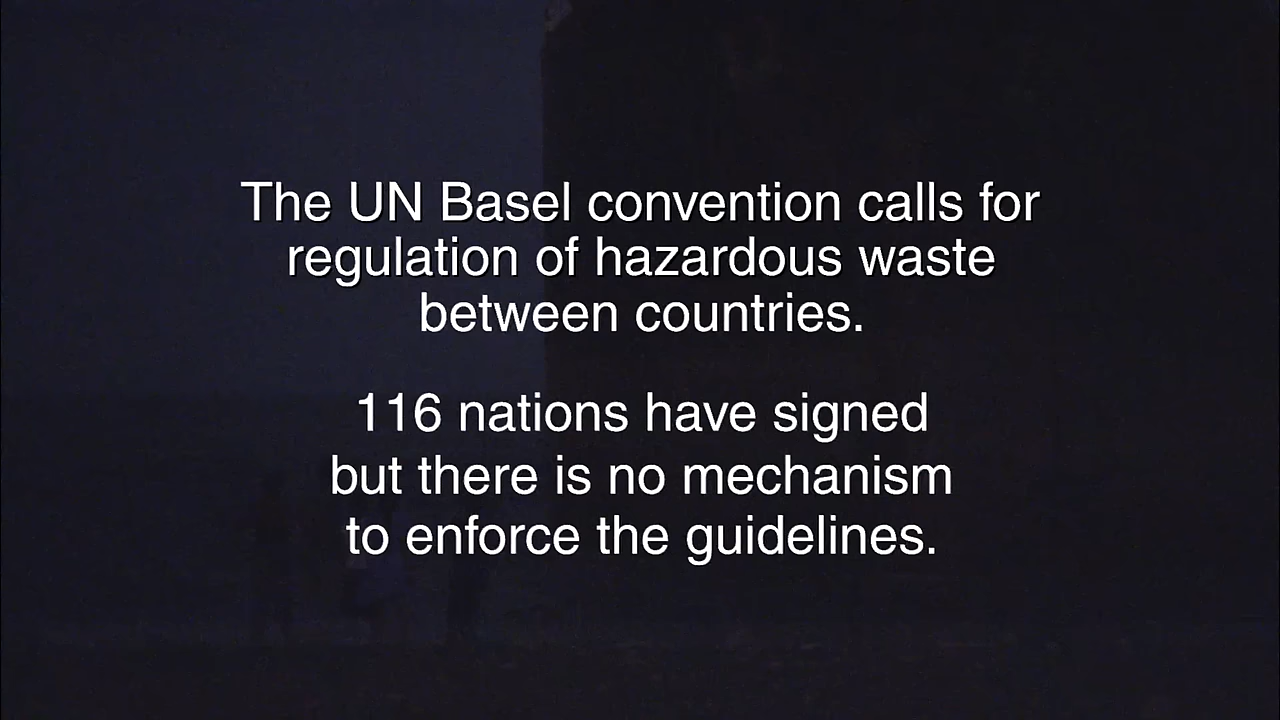 The UN Basel convention calls for
regulation of hazardous waste
between countries.
116 nations have signed
but there is no mechanism
to enforce the guidelines.